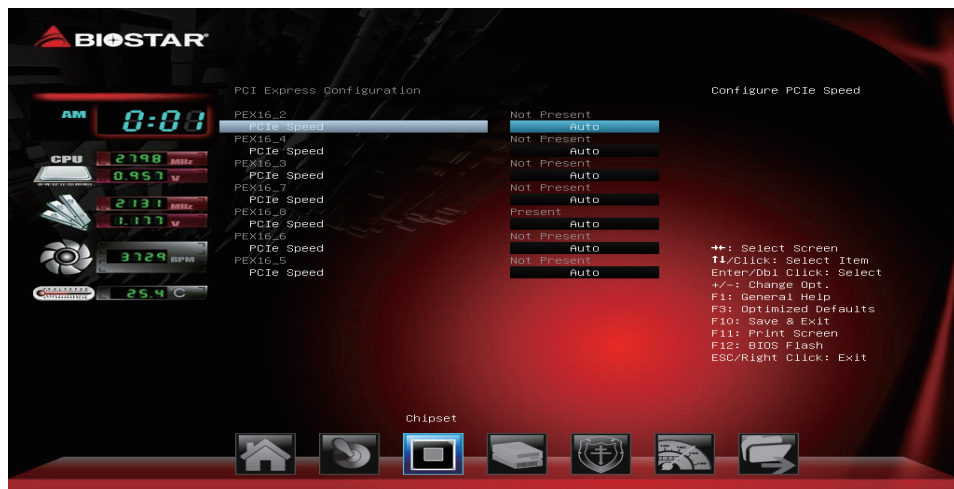 BIOSTAR
PCI Express Configuration
Configure PCIe Speed
AM 0:01
PEX16_2 Not Present
PCIe Speed Auto
PEX16_4 Not Present
PCIe Speed Auto
PEX16_3 Not Present
PCIe Speed Auto
PEX16_7 Not Present
PCIe Speed Auto
PEX16_8 Present
PCIe Speed Auto
PEX16_6 Not Present
PCIe Speed Auto
PEX16_5 Not Present
PCIe Speed Auto
CPU 2798 MHz
0.957 V
2131 MHz
1.177 V
3729 RPM
25.4 C
→←: Select Screen
↑↓/Click: Select Item
Enter/Dbl Click: Select
+/-: Change Opt.
F1: General Help
F3: Optimized Defaults
F10: Save & Exit
F11: Print Screen
F12: BIOS Flash
ESC/Right Click: Exit
Chipset